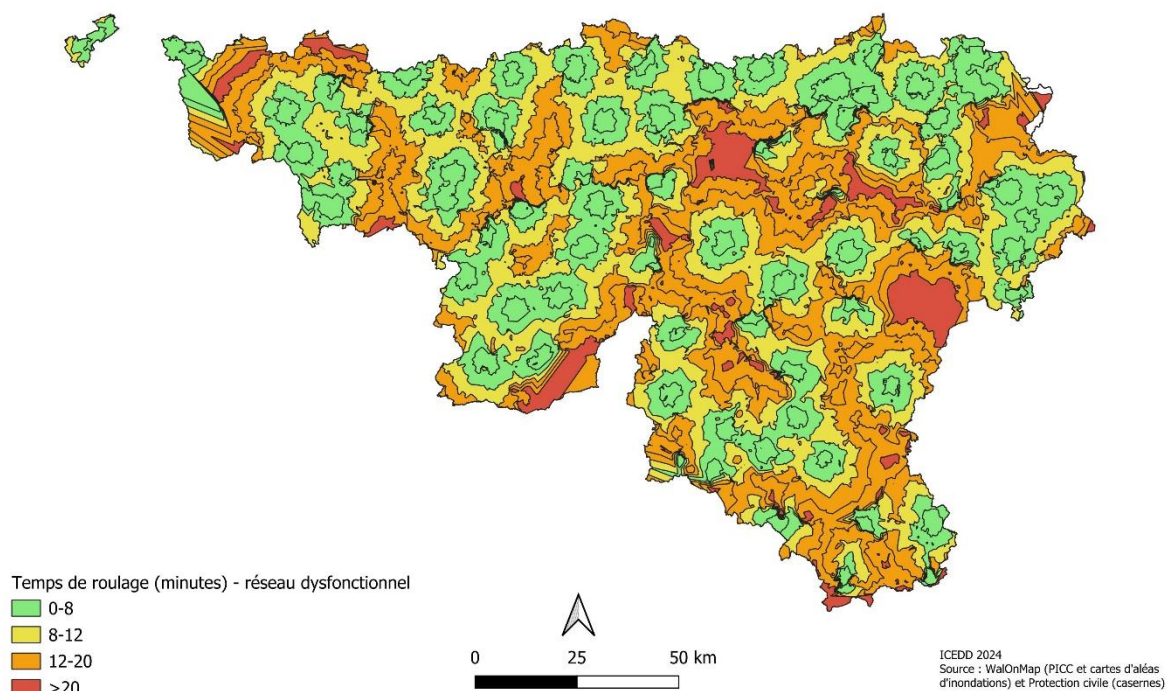 Temps de roulage (minutes) - réseau dysfonctionnel
0-8
8-12
12-20
>20
0 25 50 km
ICEDD 2024
Source : WalOnMap (PICC et cartes d'aléas
d'inondations) et Protection civile (casernes)